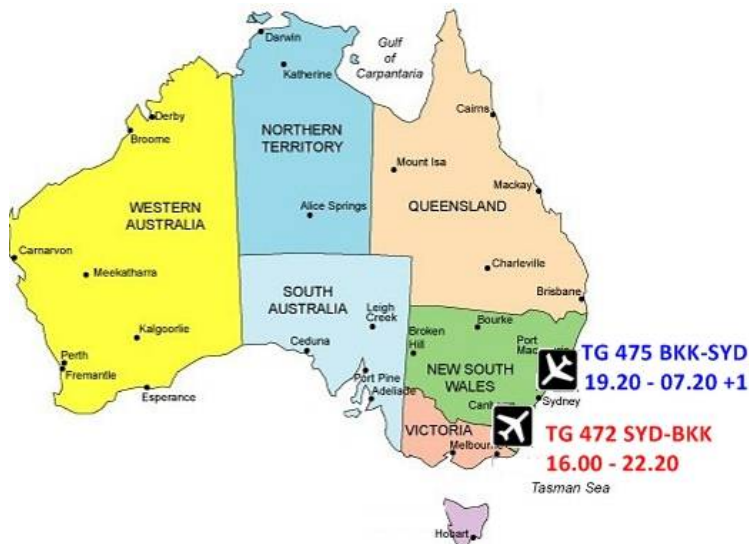 Darwin
Gulf
of
Carpantaria
Katherine
Cairns
Derby
Broome
NORTHERN
TERRITORY
Mount Isa
Mackay
WESTERN
AUSTRALIA
Alice Springs
QUEENSLAND
Carnarvon
Meekatharra
Charleville
SOUTH
AUSTRALIA
Leigh
Creek
Brisbane
Bourke
Kalgoorlie
Ceduna
Broken
Hill
Port
TG 475 BKK-SYD
Perth
Fremantle
Port Pine
NEW SOUTH
WALES
19.20 - 07.20 +1
Esperance
Adelaide
Sydney
VICTORIA
TG 472 SYD-BKK
Melbourne
16.00 - 22.20
Tasman Sea
Hobart